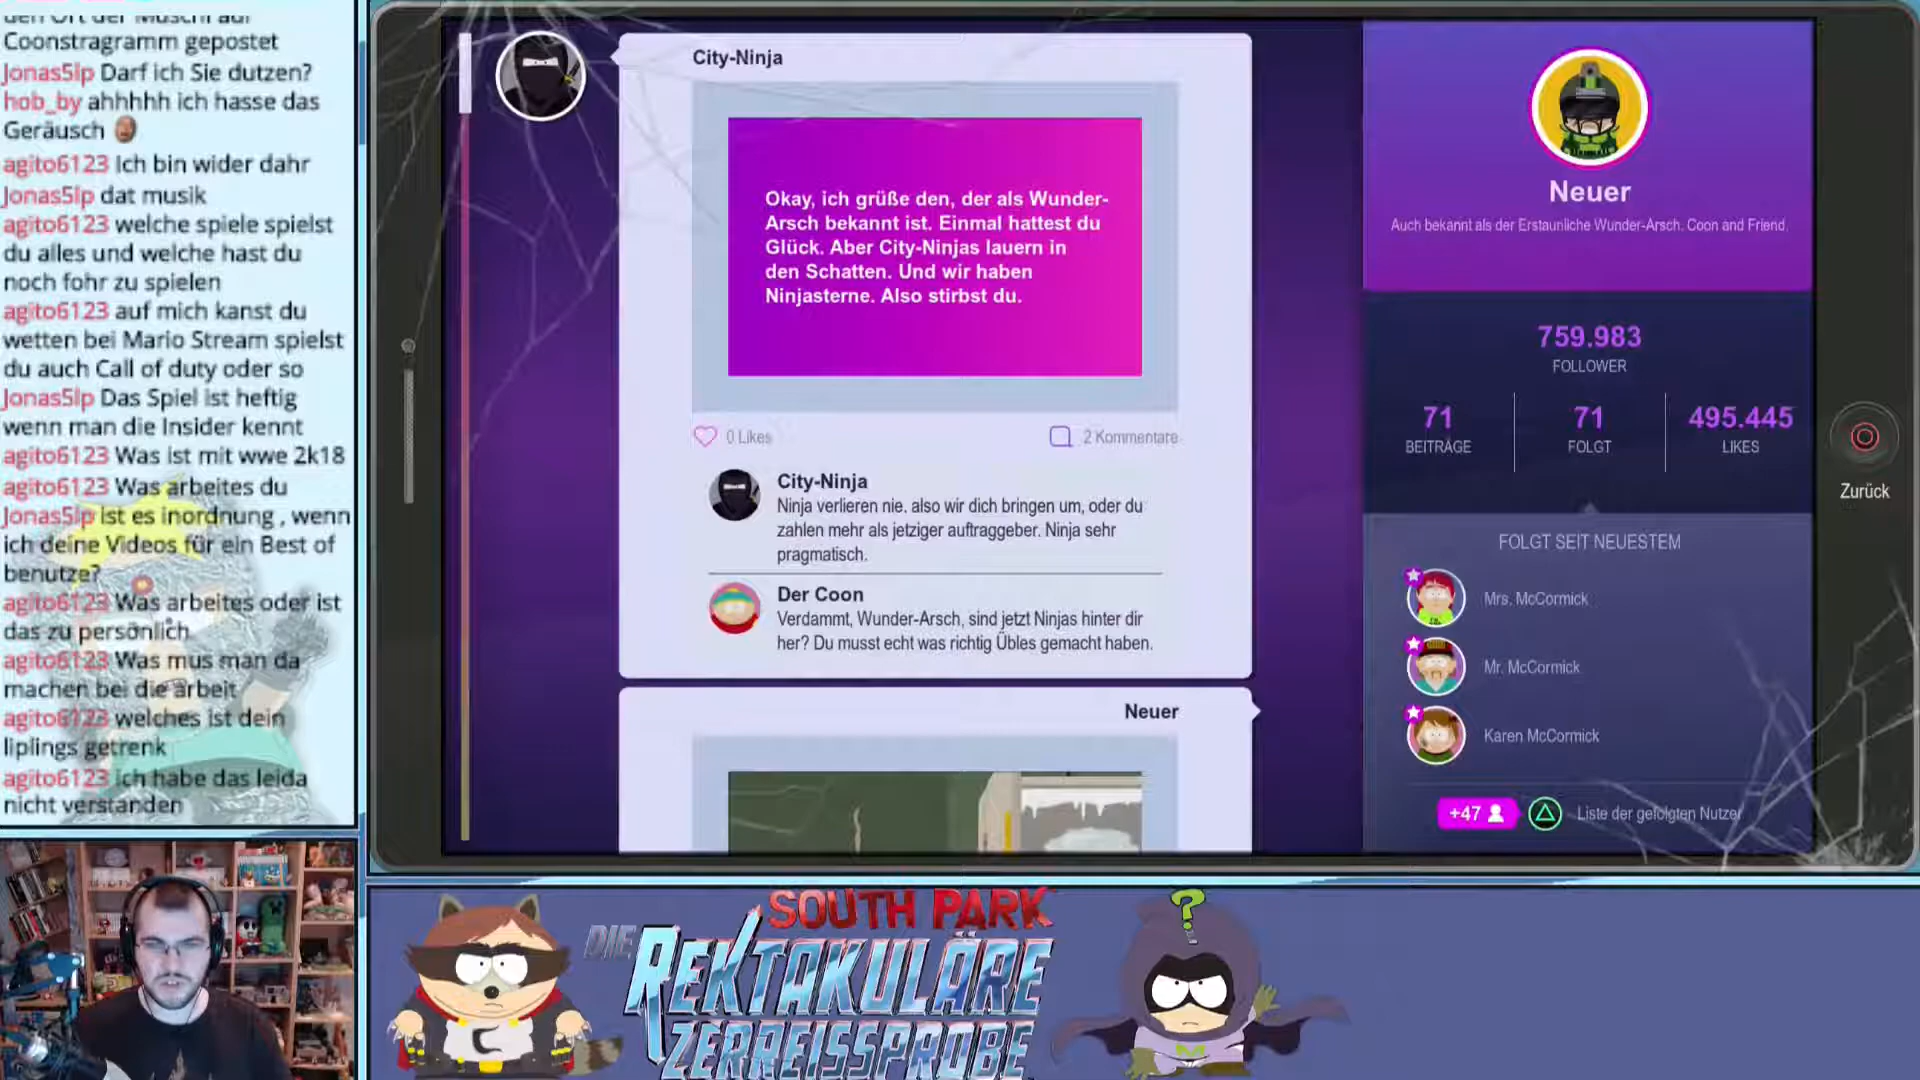 den Ort der Muschi auf
Coonstragramm gepostet
Jonas5lp Darf ich Sie dutzen?
hob_by ahhhhh ich hasse das
Geräusch
agito6123 Ich bin wider dahr
Jonas5lp dat musik
agito6123 welche spiele spielst
du alles und welche hast du
noch fohr zu spielen
agito6123 auf mich kanst du
wetten bei Mario Stream spielst
du auch Call of duty oder so
Jonas5lp Das Spiel ist heftig
wenn man die Insider kennt
agito6123 Was ist mit wwe 2k18
agito6123 Was arbeites du
Jonas5lp ist es inordnung , wenn
ich deine Videos für ein Best of
benutze?
agito6123 Was arbeites oder ist
das zu persönlich
agito6123 Was mus man da
machen bei die arbeit
agito6123 welches ist dein
liplings getrenk
agito6123 ich habe das leida
nicht verstanden
City-Ninja
Okay, ich grüße den, der als Wunder-
Arsch bekannt ist. Einmal hattest du
Glück. Aber City-Ninjas lauern in
den Schatten. Und wir haben
Ninjasterne. Also stirbst du.
0 Likes
2 Kommentare
City-Ninja
Ninja verlieren nie. also wir dich bringen um, oder du
zahlen mehr als jetziger auftraggeber. Ninja sehr
pragmatisch.
Der Coon
Verdammt, Wunder-Arsch, sind jetzt Ninjas hinter dir
her? Du musst echt was richtig Übles gemacht haben.
Neuer
Neuer
Auch bekannt als der Erstaunliche Wunder-Arsch. Coon and Friend.
759.983
FOLLOWER
71
BEITRÄGE
71
FOLGT
495.445
LIKES
FOLGT SEIT NEUESTEM
Mrs. McCormick
Mr. McCormick
Karen McCormick
+47
Liste der gefolgten Nutzer
Zurück
SOUTH PARK
DIE
REKTAKULÄRE
ZERREISSPROBE